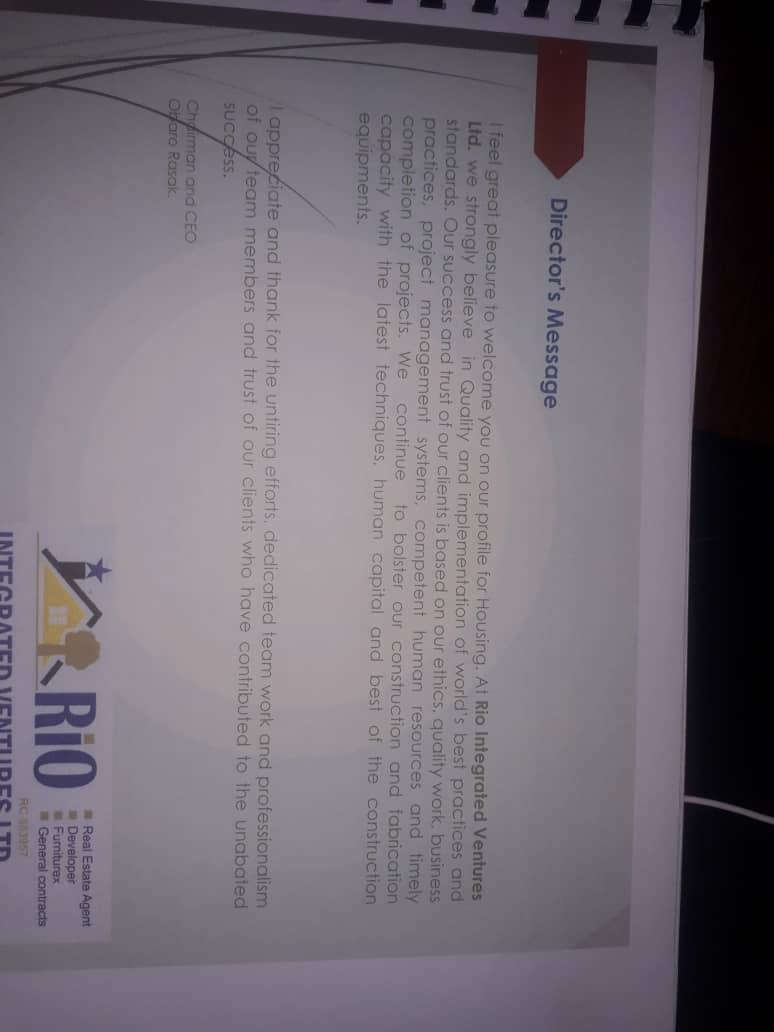 Director's Message
I feel great pleasure to welcome you on our profile for Housing. At Rio Integrated Ventures
Ltd. we strongly believe in Quality and implementation of world's best practices and
standards. Our success and trust of our clients is based on our ethics, quality work, business
practices, project management systems, competent human resources and timely
completion of projects. We continue to bolster our construction and fabrication
capacity with the latest techniques, human capital and best of the construction
equipments.
I appreciate and thank for the untiring efforts, dedicated team work and professionalism
of our team members and trust of our clients who have contributed to the unabated
success.
Chairman and CEO
Obaro Rasak.
RiO
Real Estate Agent
Developer
Furniturex
General contracts
INTEGRATED VENTURES LTD